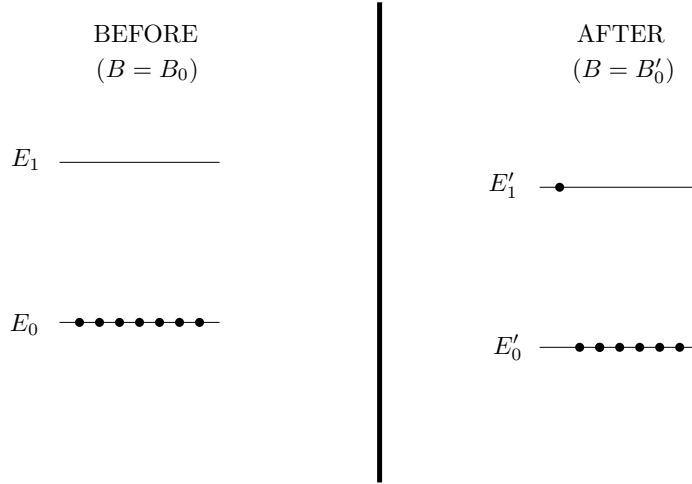 BEFORE
(B = B₀)
E₁
E₀
AFTER
(B = B₀′)
E₁′
E₀′